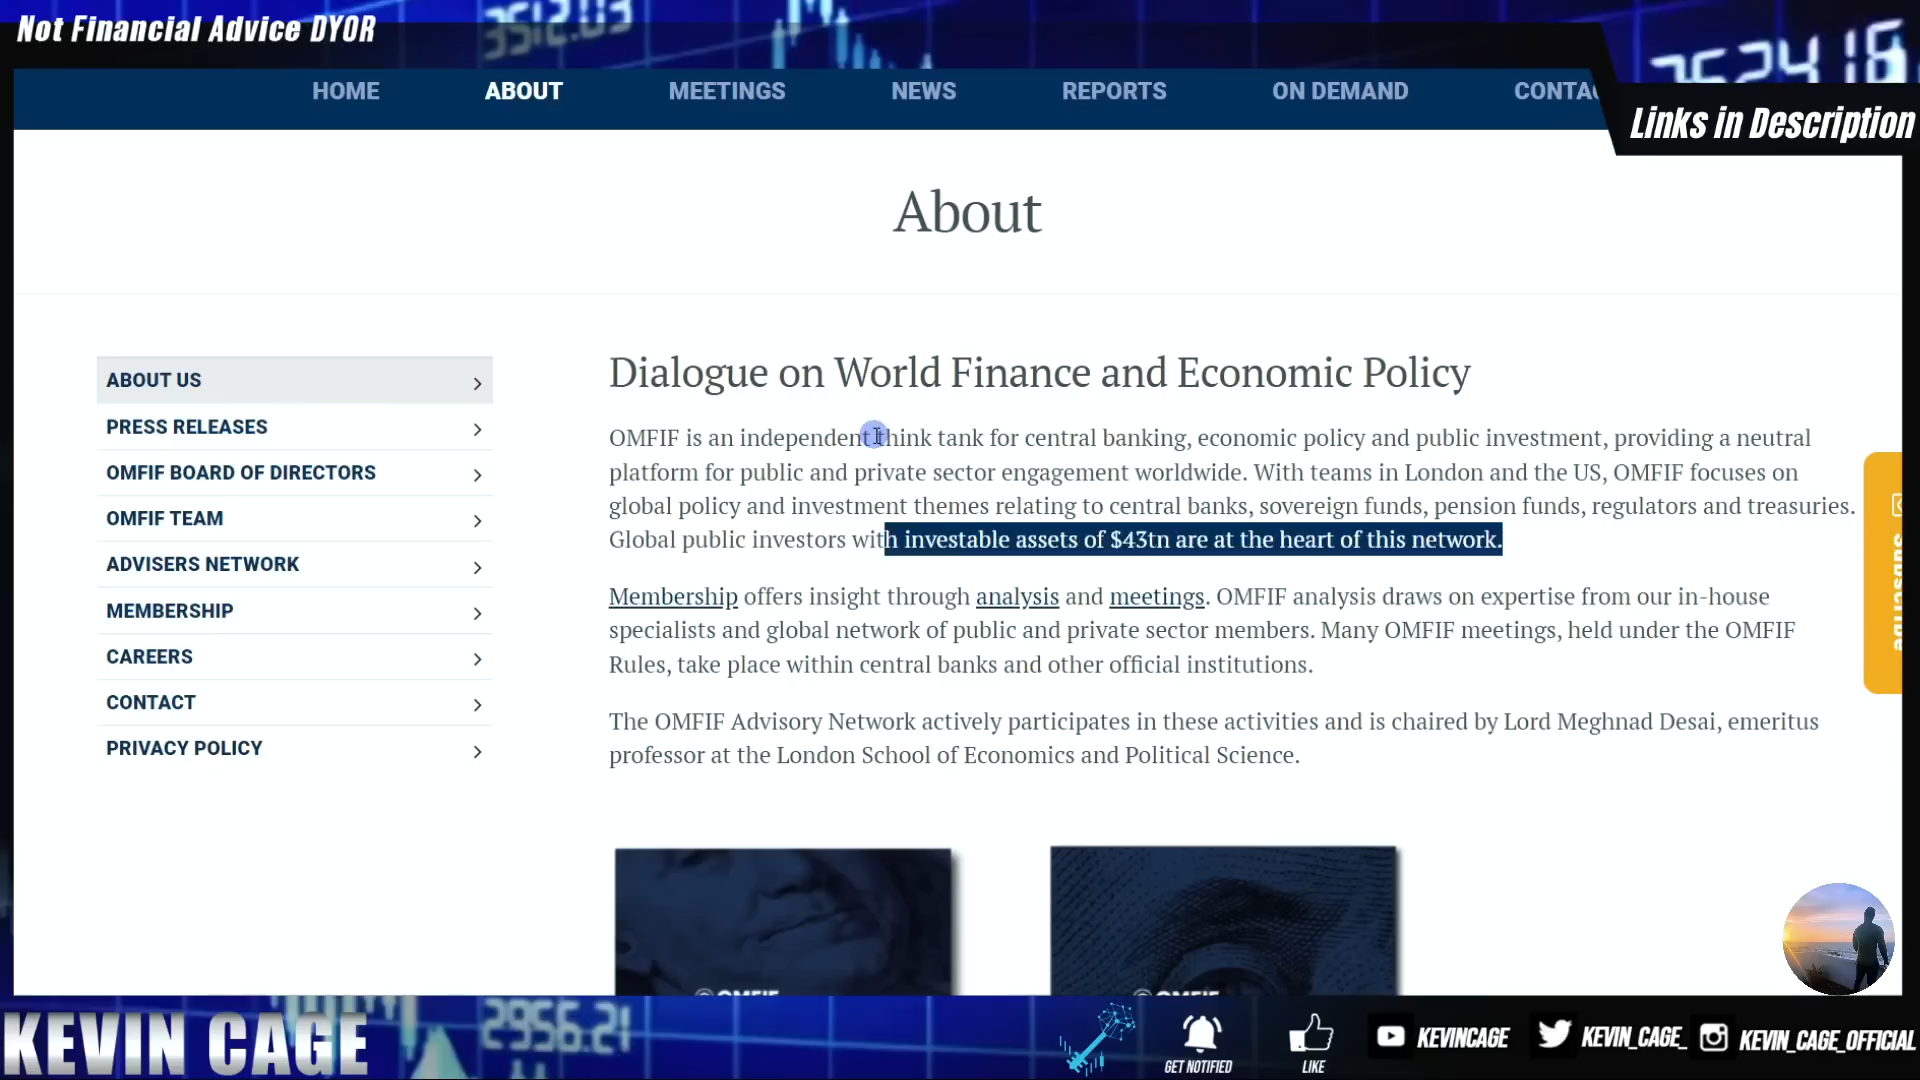 Not Financial Advice DYOR
3512.03
HOME ABOUT MEETINGS NEWS REPORTS ON DEMAND
Links in Description
About
ABOUT US
PRESS RELEASES
OMFIF BOARD OF DIRECTORS
OMFIF TEAM
ADVISERS NETWORK
MEMBERSHIP
CAREERS
CONTACT
PRIVACY POLICY
Dialogue on World Finance and Economic Policy
OMFIF is an independent think tank for central banking, economic policy and public investment, providing a neutral
platform for public and private sector engagement worldwide. With teams in London and the US, OMFIF focuses on
global policy and investment themes relating to central banks, sovereign funds, pension funds, regulators and treasuries.
Global public investors with investable assets of $43tn are at the heart of this network.
Membership offers insight through analysis and meetings. OMFIF analysis draws on expertise from our in-house
specialists and global network of public and private sector members. Many OMFIF meetings, held under the OMFIF
Rules, take place within central banks and other official institutions.
The OMFIF Advisory Network actively participates in these activities and is chaired by Lord Meghnad Desai, emeritus
professor at the London School of Economics and Political Science.
Subscribe
KEVIN CAGE
2956.21
GET NOTIFIED
LIKE
KEVINCAGE
KEVIN_CAGE_
KEVIN_CAGE_OFFICIAL